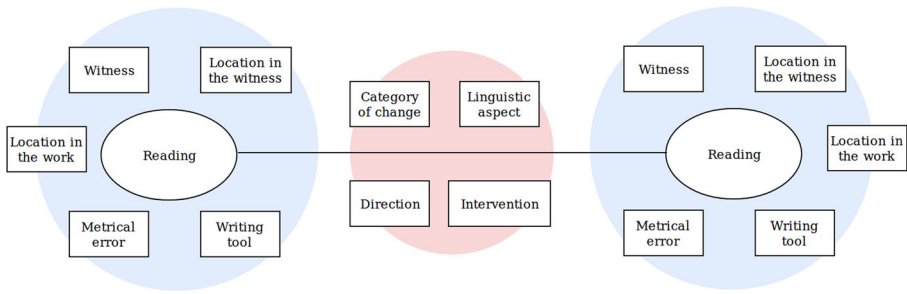 Witness
Location in
the witness
Location in
the work
Reading
Metrical
error
Writing
tool
Category
of change
Linguistic
aspect
Direction
Intervention
Witness
Location in
the witness
Reading
Location in
the work
Metrical
error
Writing
tool